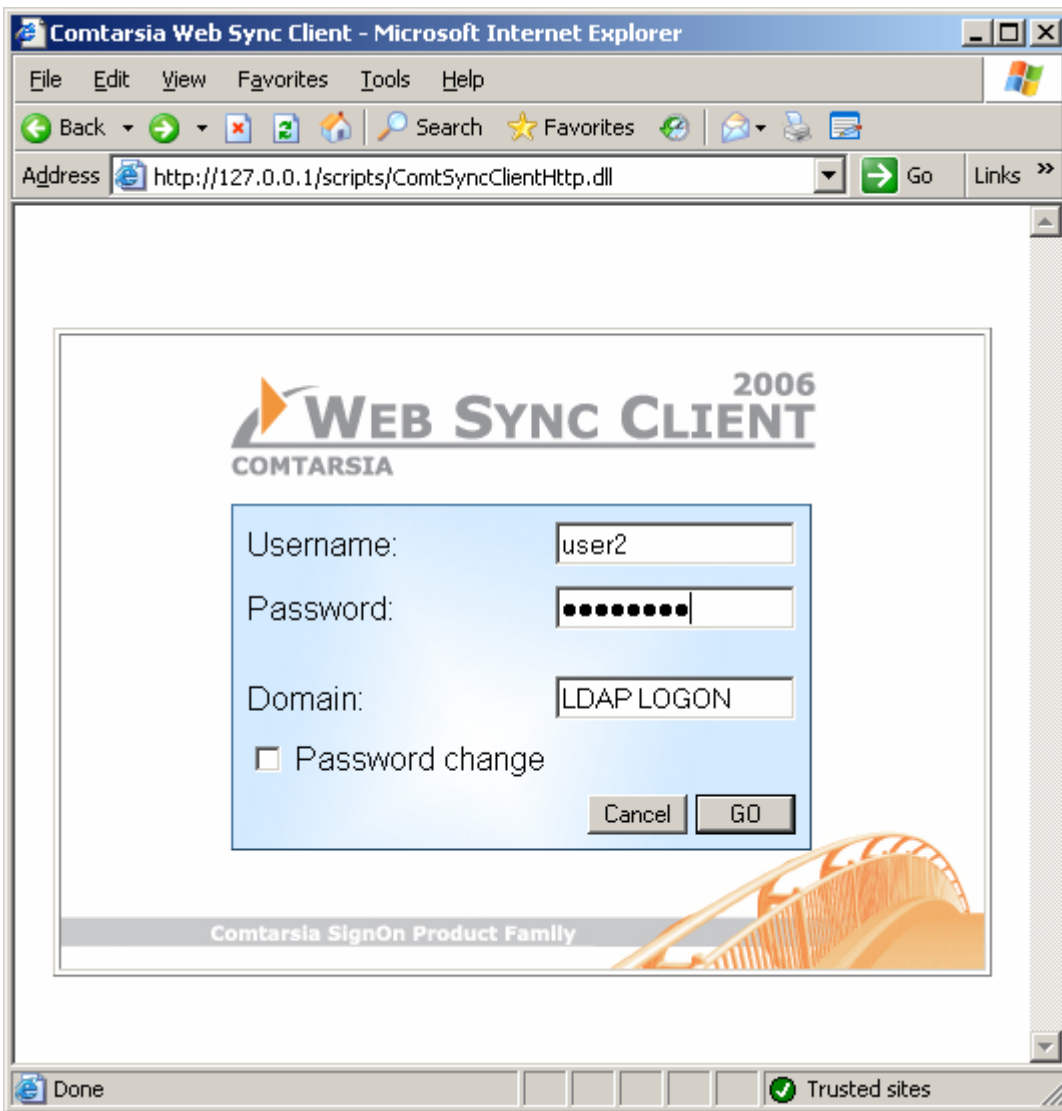 Comtarsia Web Sync Client - Microsoft Internet Explorer
File Edit View Favorites Tools Help
Back Search Favorites
Address http://127.0.0.1/scripts/ComtSyncClientHttp.dll Go Links »
2006
WEB SYNC CLIENT
COMTARSIA
Username: user2
Password: ●●●●●●●●
Domain: LDAP LOGON
Password change
Cancel GO
Comtarsia SignOn Product Family
Done Trusted sites